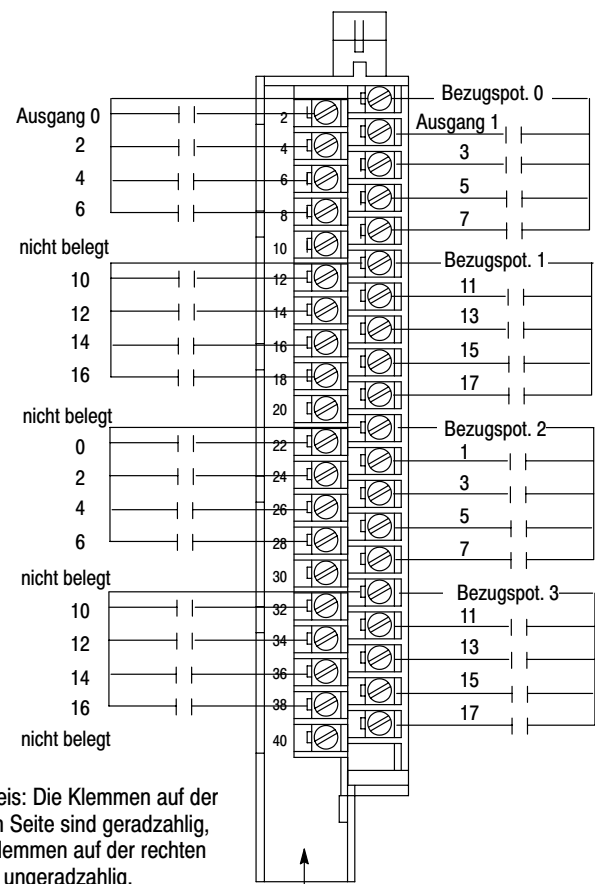 Bezugspot. 0
Ausgang 0 2 Ausgang 1
2 4 3
4 6 5
6 8 7
nicht belegt 10
Bezugspot. 1
10 12 11
12 14 13
14 16 15
16 18 17
nicht belegt 20
Bezugspot. 2
0 22 1
2 24 3
4 26 5
6 28 7
nicht belegt 30
Bezugspot. 3
10 32 11
12 34 13
14 36 15
16 38 17
nicht belegt 40
eis: Die Klemmen auf der
n Seite sind geradzahlig,
lemmen auf der rechten
ungeradzahlig.